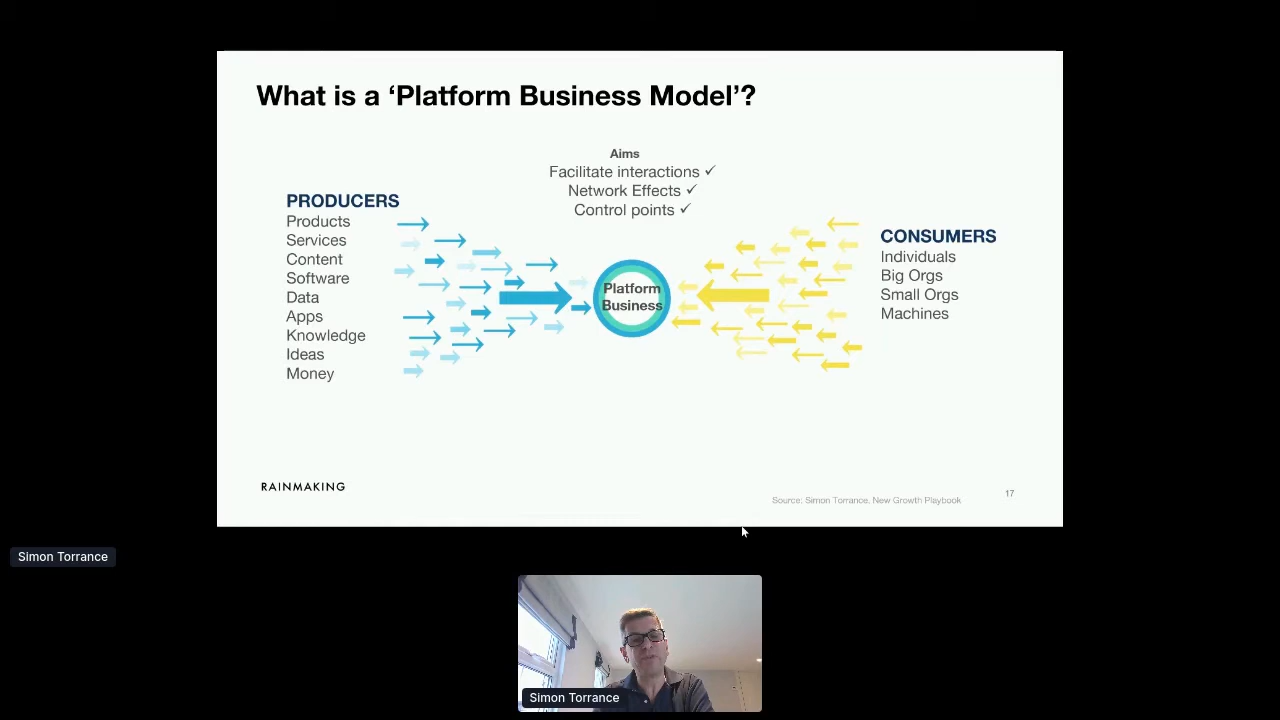 What is a ‘Platform Business Model’?
Aims
Facilitate interactions ✓
Network Effects ✓
Control points ✓
PRODUCERS
Products
Services
Content
Software
Data
Apps
Knowledge
Ideas
Money
Platform
Business
CONSUMERS
Individuals
Big Orgs
Small Orgs
Machines
RAINMAKING
Source: Simon Torrance, New Growth Playbook
17
Simon Torrance
Simon Torrance